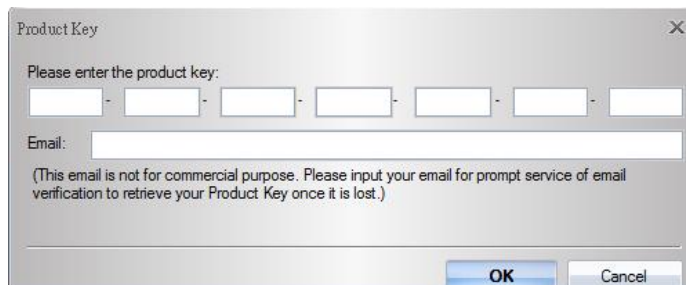 Product Key
Please enter the product key:
- - - - - -
Email:
(This email is not for commercial purpose. Please input your email for prompt service of email
verification to retrieve your Product Key once it is lost.)
OK Cancel